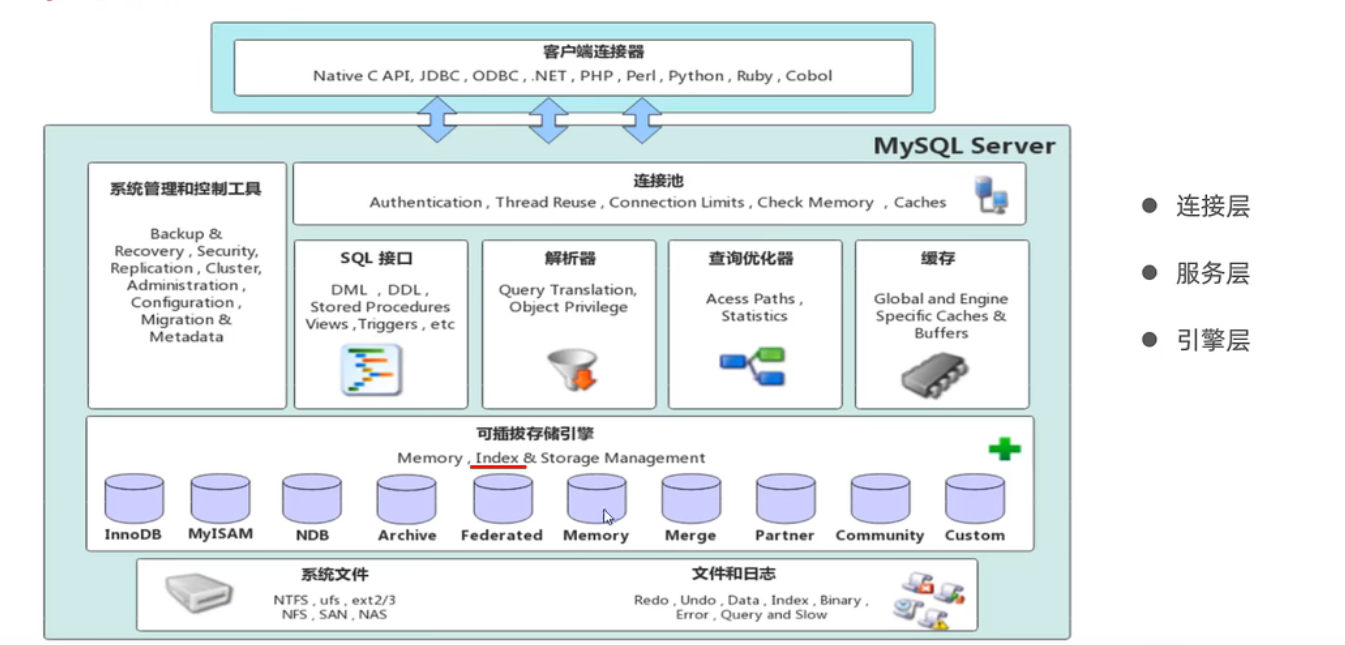 客户端连接器
Native C API, JDBC , ODBC , .NET , PHP , Perl , Python , Ruby , Cobol
MySQL Server
系统管理和控制工具
Backup &
Recovery , Security,
Replication , Cluster,
Administration ,
Configuration ,
Migration &
Metadata
连接池
Authentication , Thread Reuse , Connection Limits , Check Memory , Caches
SQL 接口
DML , DDL ,
Stored Procedures
Views ,Triggers , etc
解析器
Query Translation,
Object Privilege
查询优化器
Acess Paths ,
Statistics
缓存
Global and Engine
Specific Caches &
Buffers
可插拔存储引擎
Memory , Index & Storage Management
InnoDB
MyISAM
NDB
Archive
Federated
Memory
Merge
Partner
Community
Custom
系统文件
NTFS , ufs , ext2/3
NFS , SAN , NAS
文件和日志
Redo , Undo , Data , Index , Binary ,
Error , Query and Slow
● 连接层
● 服务层
● 引擎层